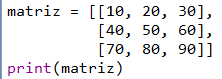 matriz = [[10, 20, 30],
          [40, 50, 60],
          [70, 80, 90]]
print(matriz)